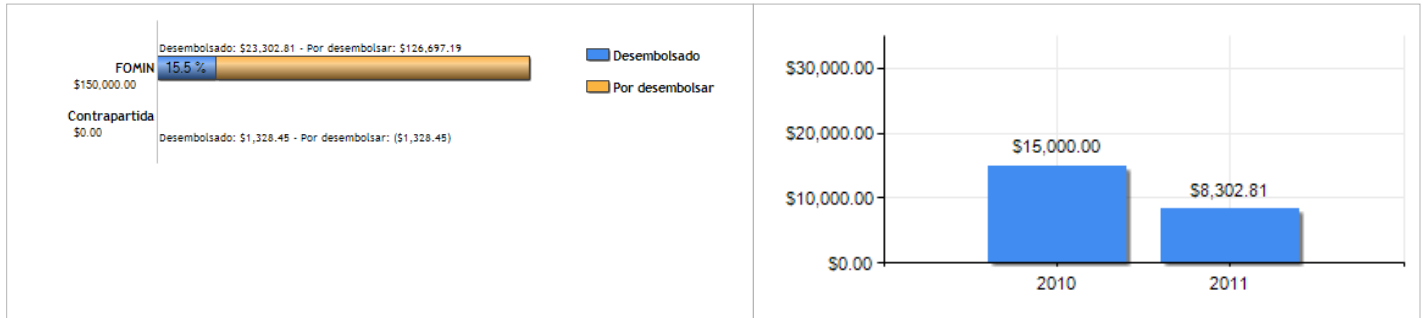 Desembolsado: $23,302.81 - Por desembolsar: $126,697.19
FOMIN
15.5 %
$150,000.00
Contrapartida
$0.00
Desembolsado: $1,328.45 - Por desembolsar: ($1,328.45)
Desembolsado
Por desembolsar
$30,000.00
$20,000.00
$10,000.00
$0.00
$15,000.00
$8,302.81
2010
2011